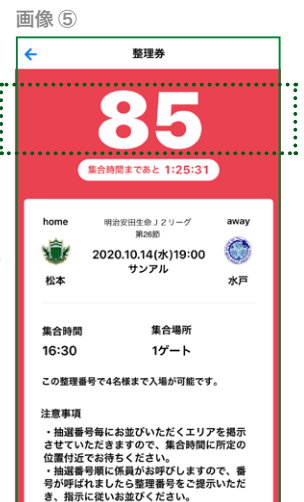 画像⑤
整理券
85
集合時間まであと 1:25:31
home
明治安田生命Ｊ２リーグ
away
第26節
2020.10.14(水)19:00
サンアル
松本
水戸
集合時間
集合場所
16:30
1ゲート
この整理番号で4名様まで入場が可能です。
注意事項
・抽選番号毎にお並びいただくエリアを掲示
させていただきますので、集合時間に所定の
位置付近でお待ちください。
・抽選番号順に係員がお呼びしますので、番
号が呼ばれましたら整理番号をご提示いただ
き、指示に従いお並びください。